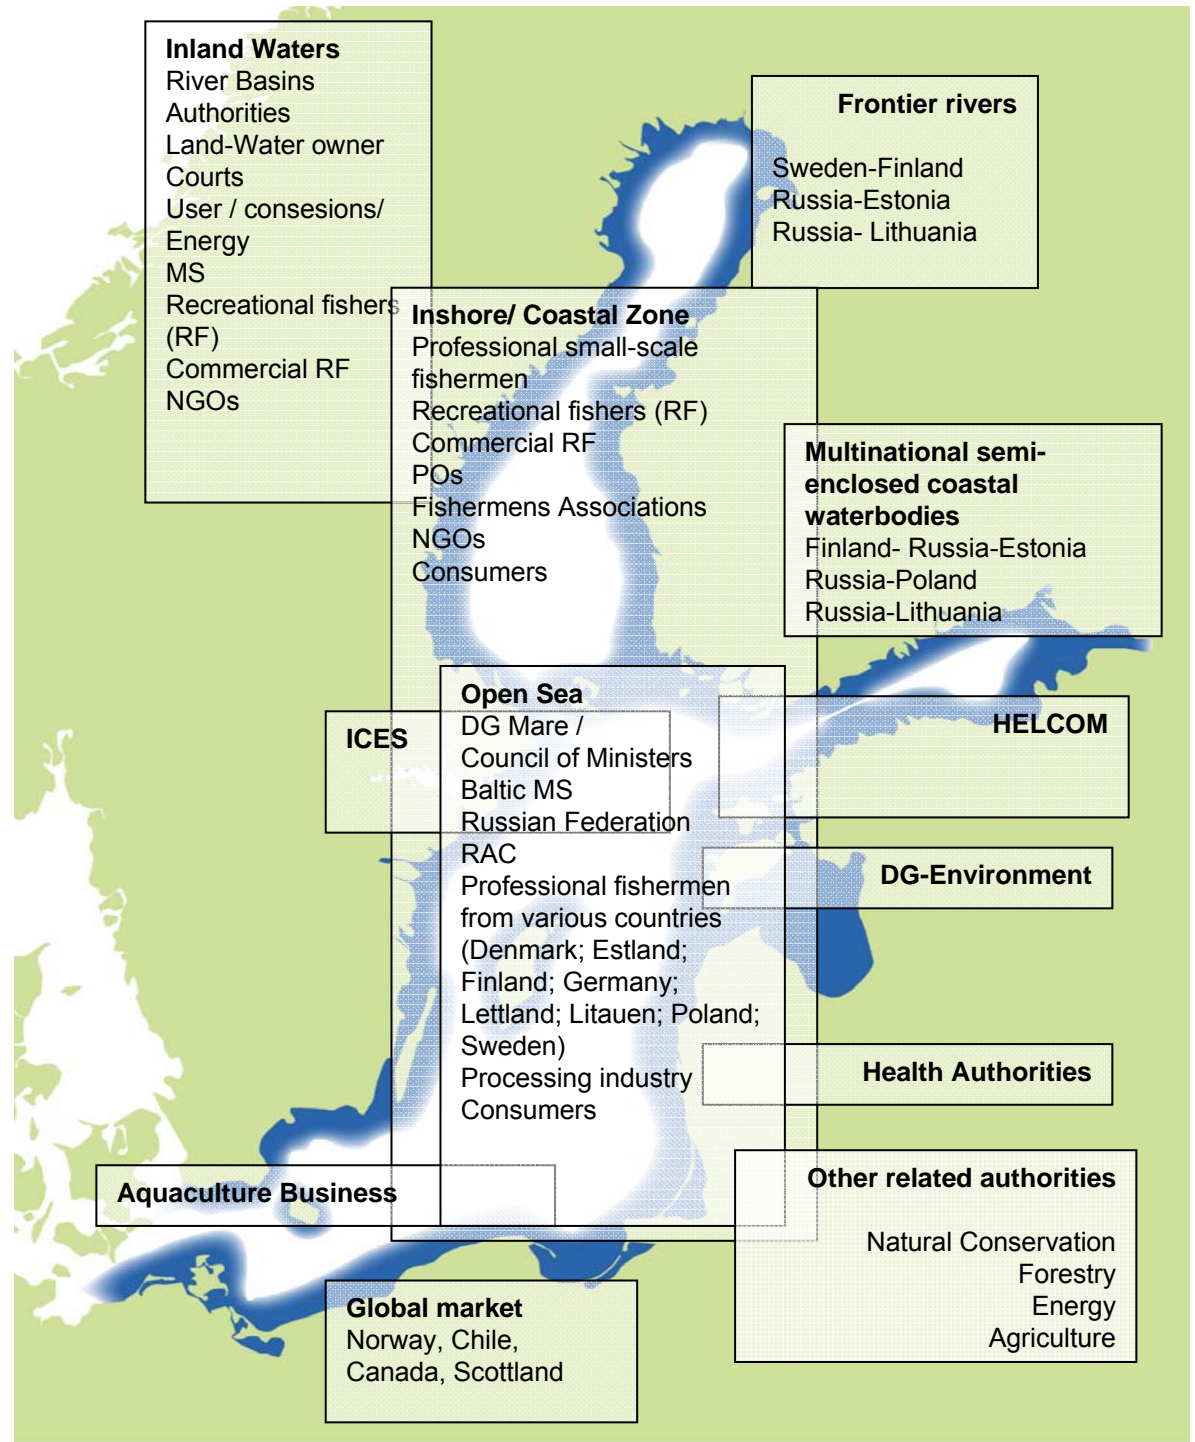 Inland Waters
River Basins
Authorities
Land-Water owner
Courts
User / consesions/
Energy
MS
Recreational fishers
(RF)
Commercial RF
NGOs
Frontier rivers
Sweden-Finland
Russia-Estonia
Russia- Lithuania
Inshore/ Coastal Zone
Professional small-scale
fishermen
Recreational fishers (RF)
Commercial RF
POs
Fishermens Associations
NGOs
Consumers
Multinational semi-
enclosed coastal
waterbodies
Finland- Russia-Estonia
Russia-Poland
Russia-Lithuania
Open Sea
DG Mare /
Council of Ministers
Baltic MS
Russian Federation
RAC
Professional fishermen
from various countries
(Denmark; Estland;
Finland; Germany;
Lettland; Litauen; Poland;
Sweden)
Processing industry
Consumers
ICES
HELCOM
DG-Environment
Health Authorities
Aquaculture Business
Other related authorities
Natural Conservation
Forestry
Energy
Agriculture
Global market
Norway, Chile,
Canada, Scottland